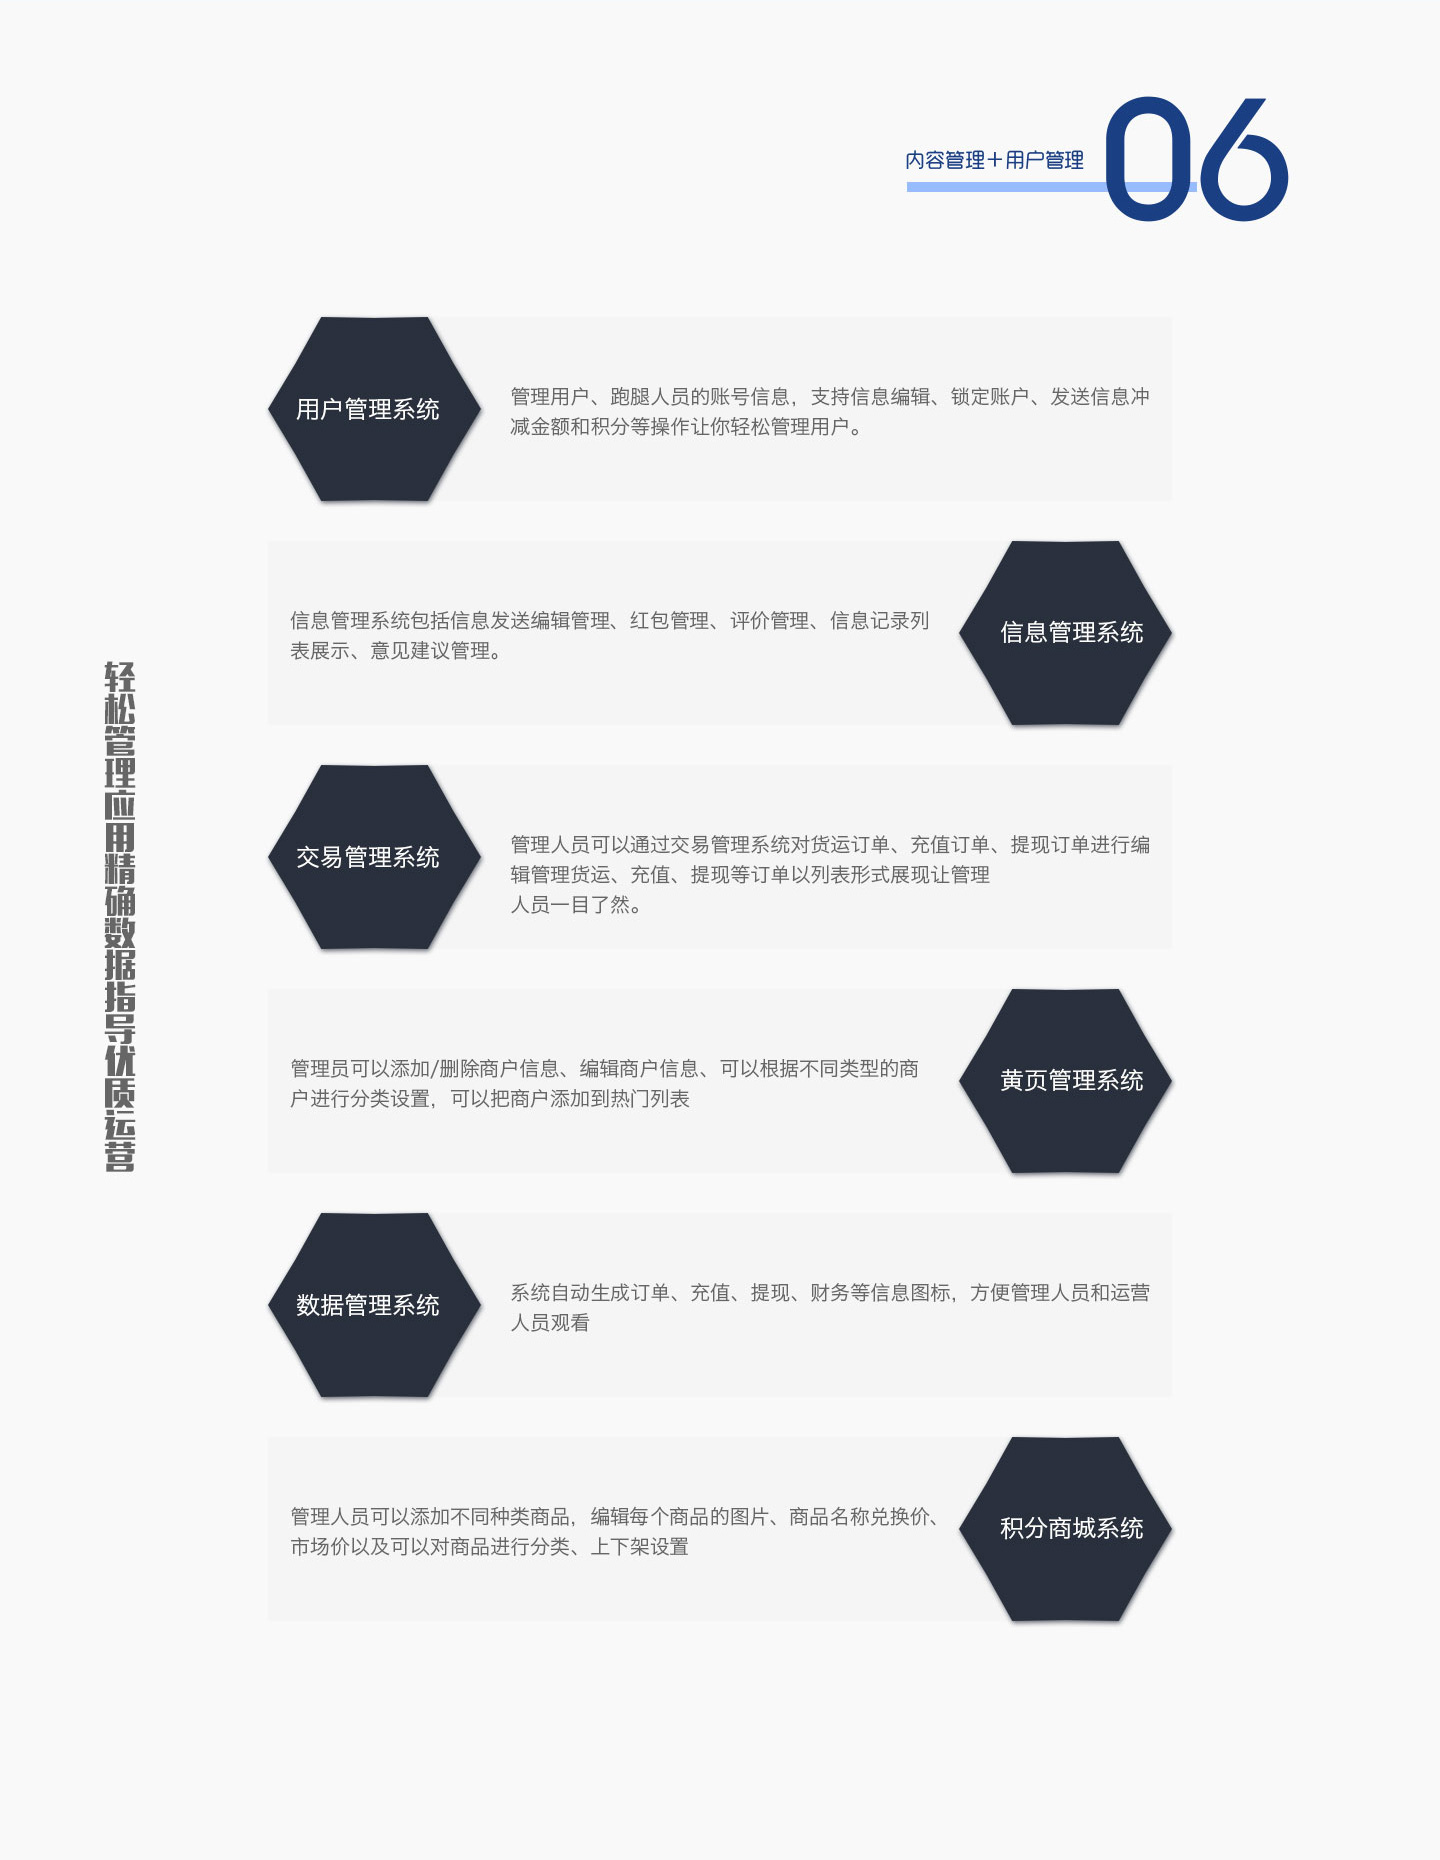 内容管理+用户管理
06
用户管理系统
管理用户、跑腿人员的账号信息，支持信息编辑、锁定账户、发送信息冲
减金额和积分等操作让你轻松管理用户。
信息管理系统包括信息发送编辑管理、红包管理、评价管理、信息记录列
表展示、意见建议管理。
信息管理系统
轻松管理应用精确数据指导优质运营
交易管理系统
管理人员可以通过交易管理系统对货运订单、充值订单、提现订单进行编
辑管理货运、充值、提现等订单以列表形式展现让管理
人员一目了然。
管理员可以添加/删除商户信息、编辑商户信息、可以根据不同类型的商
户进行分类设置，可以把商户添加到热门列表
黄页管理系统
数据管理系统
系统自动生成订单、充值、提现、财务等信息图标，方便管理人员和运营
人员观看
管理人员可以添加不同种类商品，编辑每个商品的图片、商品名称兑换价、
市场价以及可以对商品进行分类、上下架设置
积分商城系统